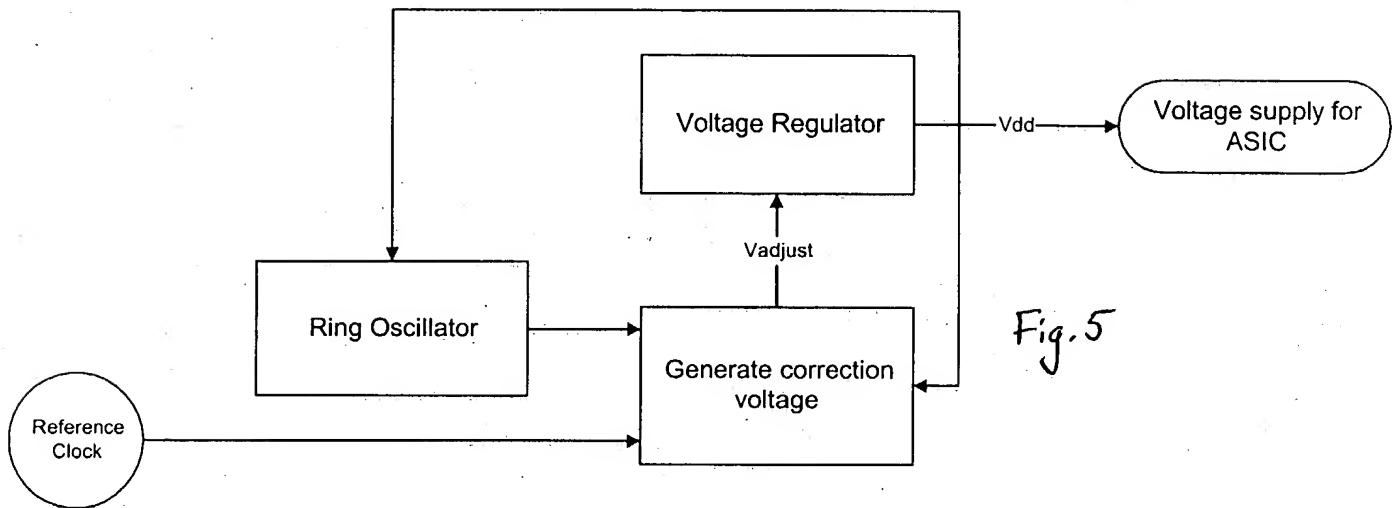 Voltage Regulator
Vdd
Voltage supply for
ASIC
Vadjust
Ring Oscillator
Generate correction
voltage
Fig. 5
Reference
Clock